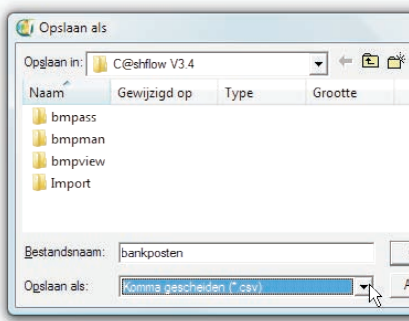 Opslaan als
Opslaan in: C@shflow V3.4
Naam Gewijzigd op Type Grootte
bmpass
bmpman
bmpview
Import
Bestandsnaam: bankposten
Opslaan als: Komma gescheiden (*.csv)